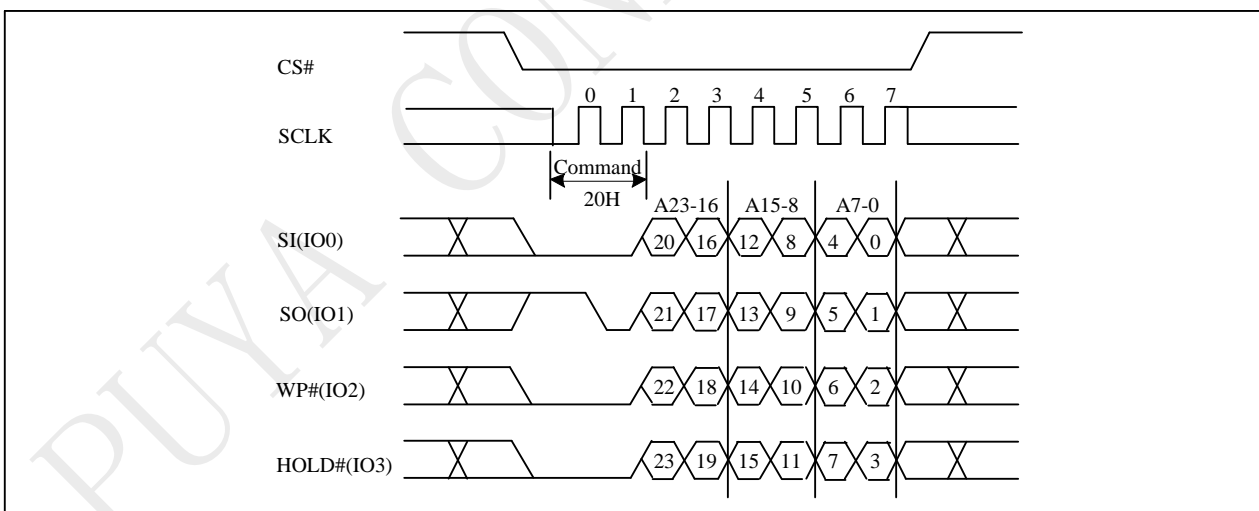 PUYA CON
CS#
0 1 2 3 4 5 6 7
SCLK
Command
20H
A23-16 A15-8 A7-0
SI(IO0) 20 16 12 8 4 0
SO(IO1) 21 17 13 9 5 1
WP#(IO2) 22 18 14 10 6 2
HOLD#(IO3) 23 19 15 11 7 3